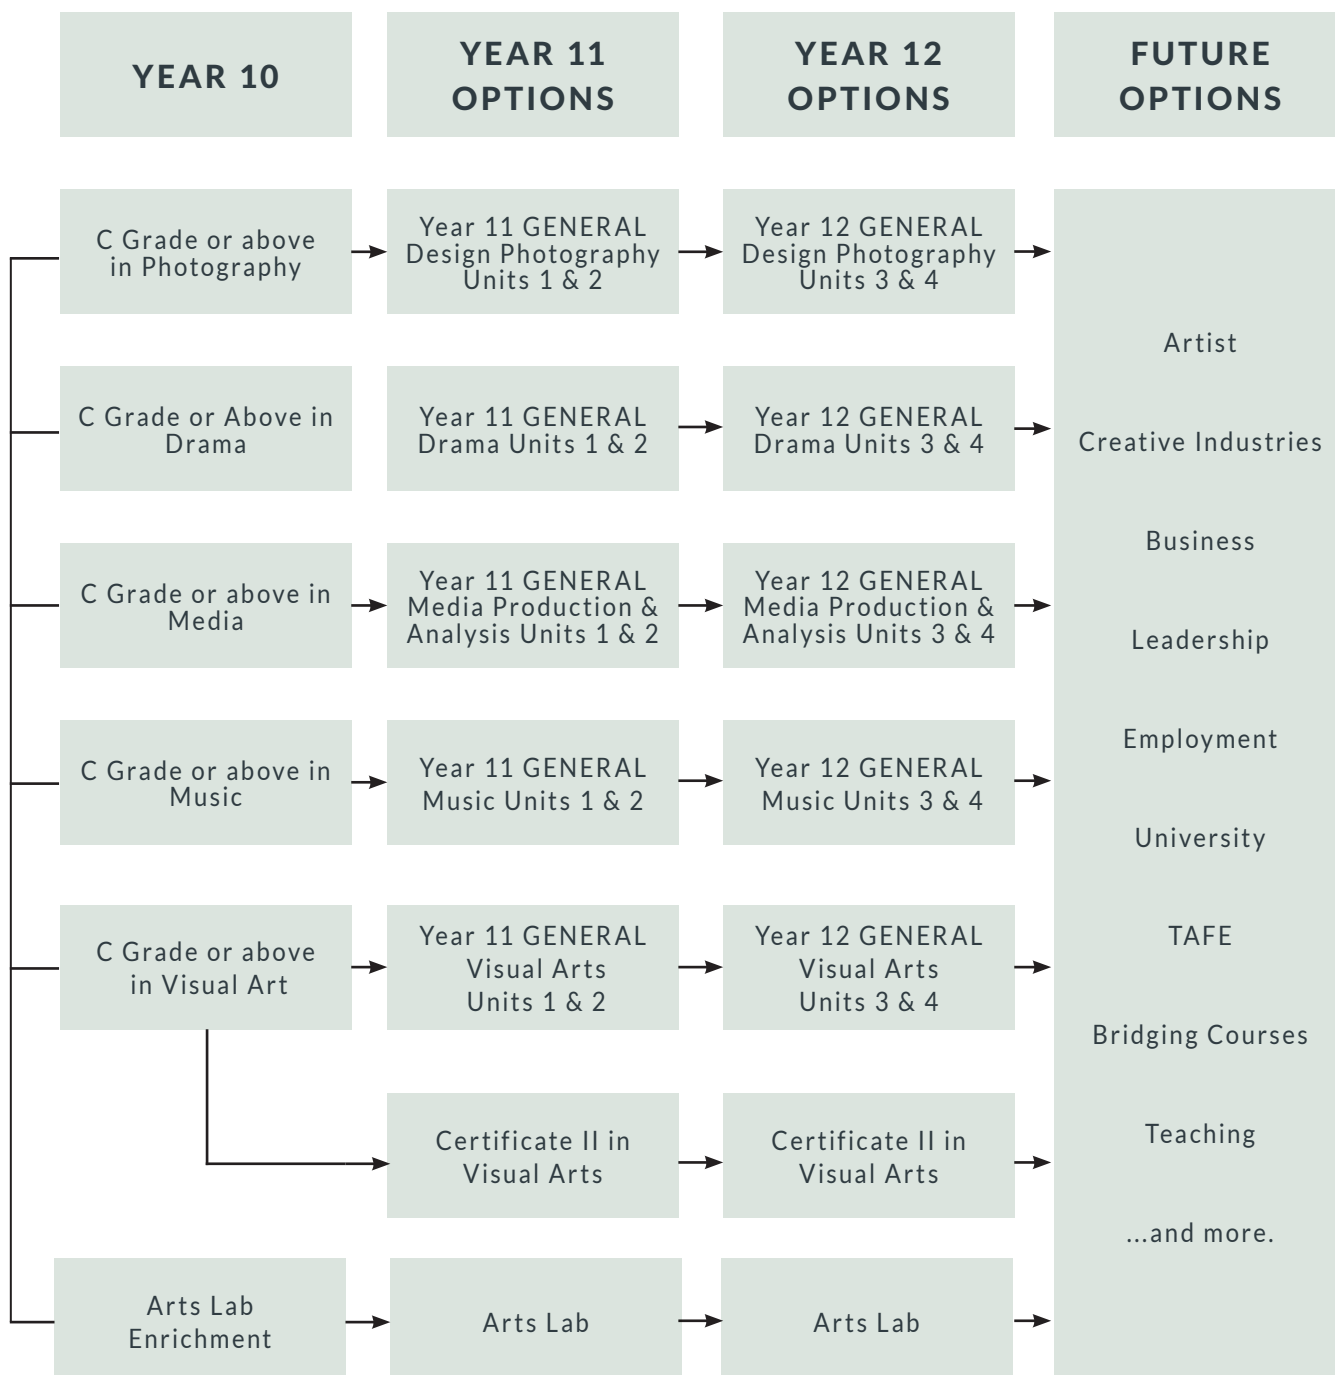 YEAR 10
YEAR 11
OPTIONS
YEAR 12
OPTIONS
FUTURE
OPTIONS
C Grade or above
in Photography
Year 11 GENERAL
Design Photography
Units 1 & 2
Year 12 GENERAL
Design Photography
Units 3 & 4
C Grade or Above in
Drama
Year 11 GENERAL
Drama Units 1 & 2
Year 12 GENERAL
Drama Units 3 & 4
C Grade or above in
Media
Year 11 GENERAL
Media Production &
Analysis Units 1 & 2
Year 12 GENERAL
Media Production &
Analysis Units 3 & 4
C Grade or above in
Music
Year 11 GENERAL
Music Units 1 & 2
Year 12 GENERAL
Music Units 3 & 4
C Grade or above
in Visual Art
Year 11 GENERAL
Visual Arts
Units 1 & 2
Year 12 GENERAL
Visual Arts
Units 3 & 4
Certificate II in
Visual Arts
Certificate II in
Visual Arts
Arts Lab
Enrichment
Arts Lab
Arts Lab
Artist
Creative Industries
Business
Leadership
Employment
University
TAFE
Bridging Courses
Teaching
...and more.